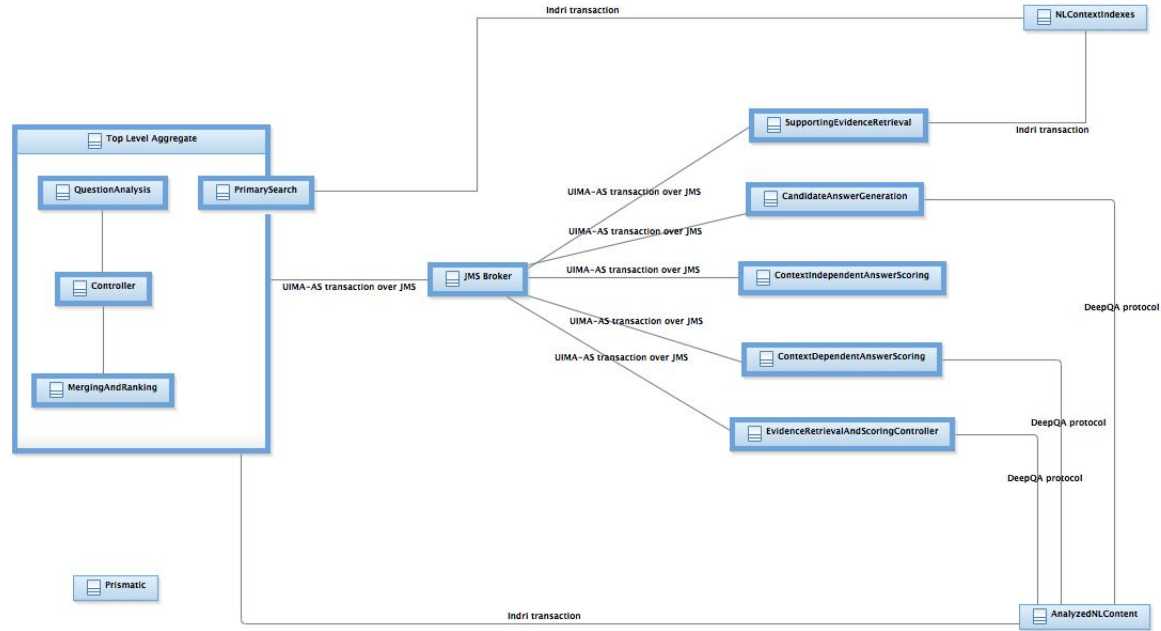 Indri transaction
NLContextIndexes
SupportingEvidenceRetrieval
Indri transaction
Top Level Aggregate
QuestionAnalysis
PrimarySearch
UIMA-AS transaction over JMS
CandidateAnswerGeneration
UIMA-AS transaction over JMS
Controller
UIMA-AS transaction over JMS
JMS Broker
UIMA-AS transaction over JMS
ContextIndependentAnswerScoring
DeepQA protocol
UIMA-AS transaction over JMS
ContextDependentAnswerScoring
UIMA-AS transaction over JMS
MergingAndRanking
EvidenceRetrievalAndScoringController
DeepQA protocol
DeepQA protocol
Prismatic
Indri transaction
AnalyzedNLContent